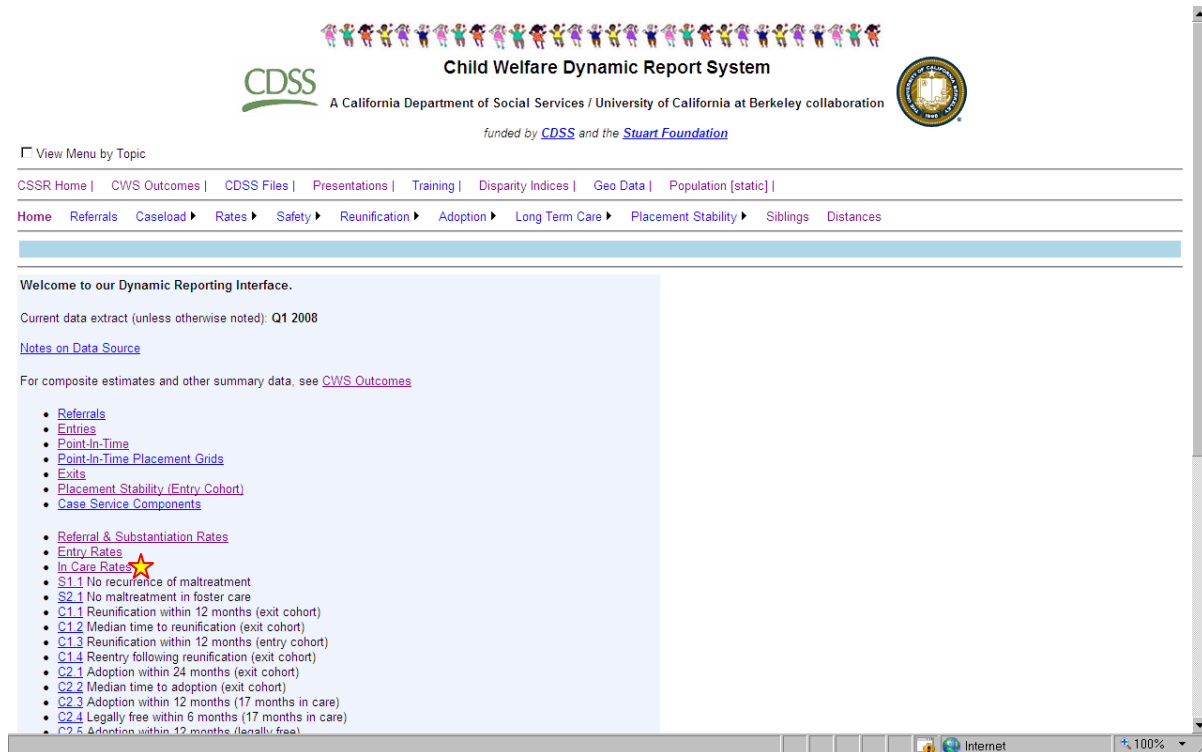 Child Welfare Dynamic Report System
CDSS
A California Department of Social Services / University of California at Berkeley collaboration
funded by CDSS and the Stuart Foundation
View Menu by Topic
CSSR Home | CWS Outcomes | CDSS Files | Presentations | Training | Disparity Indices | Geo Data | Population [static] |
Home Referrals Caseload Rates Safety Reunification Adoption Long Term Care Placement Stability Siblings Distances
Welcome to our Dynamic Reporting Interface.
Current data extract (unless otherwise noted): Q1 2008
Notes on Data Source
For composite estimates and other summary data, see CWS Outcomes
Referrals
Entries
Point-In-Time
Point-In-Time Placement Grids
Exits
Placement Stability (Entry Cohort)
Case Service Components
Referral & Substantiation Rates
Entry Rates
In Care Rates
S1.1 No recurrence of maltreatment
S2.1 No maltreatment in foster care
C1.1 Reunification within 12 months (exit cohort)
C1.2 Median time to reunification (exit cohort)
C1.3 Reunification within 12 months (entry cohort)
C1.4 Reentry following reunification (exit cohort)
C2.1 Adoption within 24 months (exit cohort)
C2.2 Median time to adoption (exit cohort)
C2.3 Adoption within 12 months (17 months in care)
C2.4 Legally free within 6 months (17 months in care)
C2.5 Adoption within 12 months (legally free)
Internet 100%